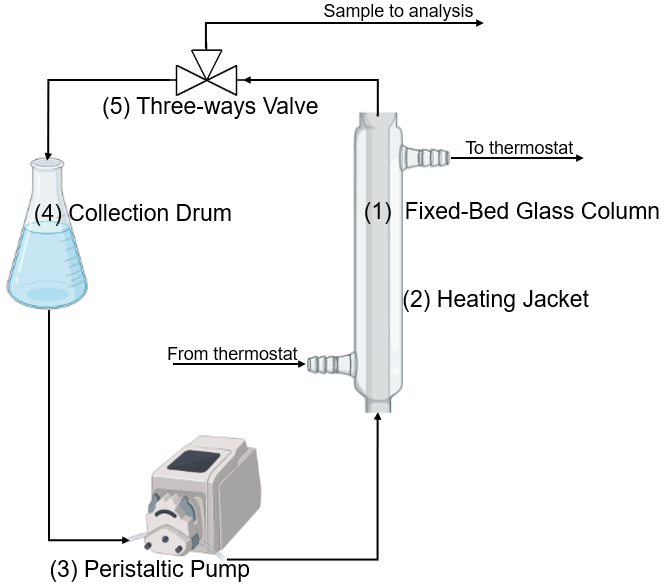 Sample to analysis
(5) Three-ways Valve
To thermostat
(4) Collection Drum
(1) Fixed-Bed Glass Column
(2) Heating Jacket
From thermostat
(3) Peristaltic Pump